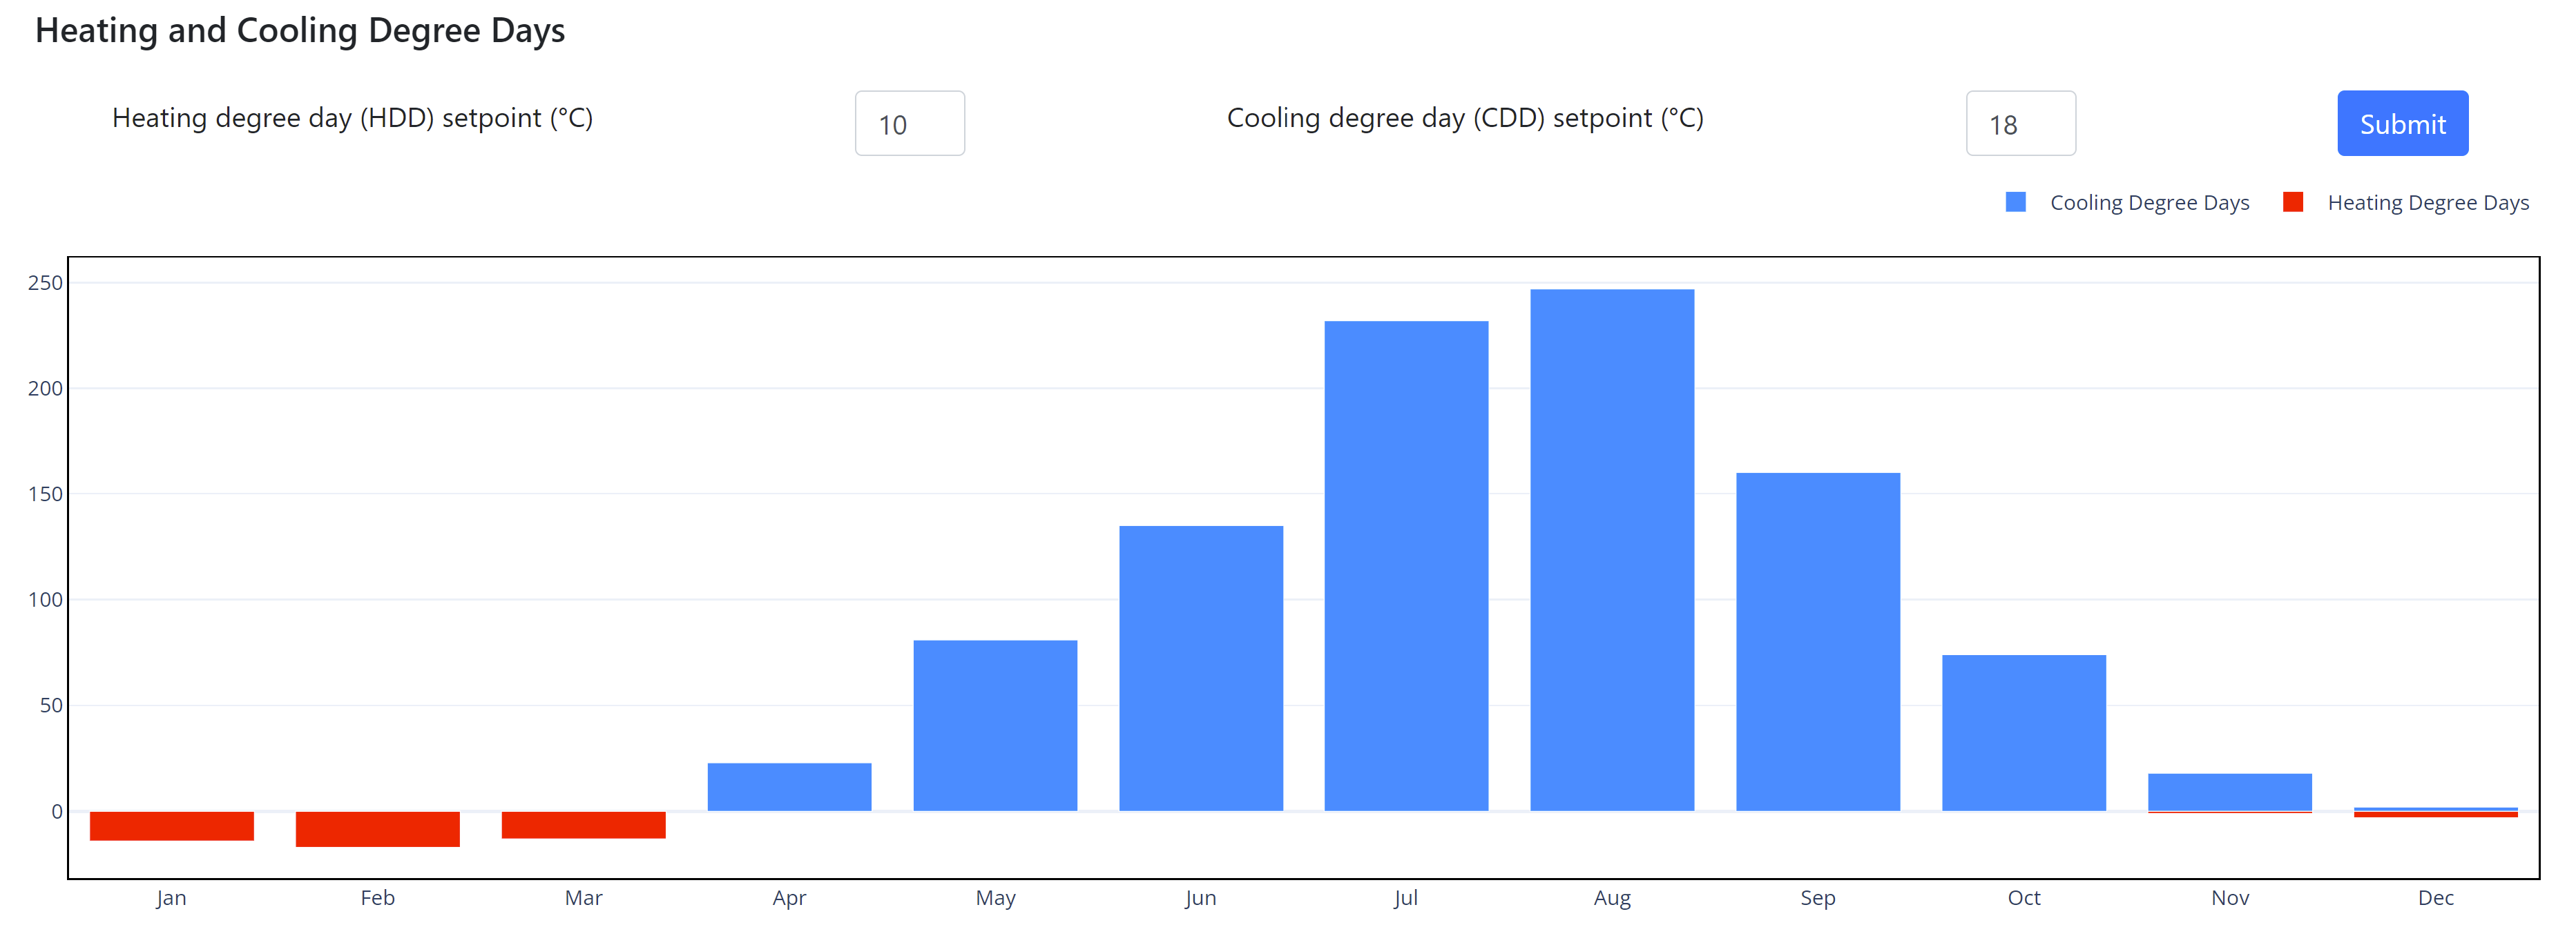 Heating and Cooling Degree Days
Heating degree day (HDD) setpoint (°C) 10 Cooling degree day (CDD) setpoint (°C) 18 Submit
Cooling Degree Days Heating Degree Days
250
200
150
100
50
0
Jan Feb Mar Apr May Jun Jul Aug Sep Oct Nov Dec